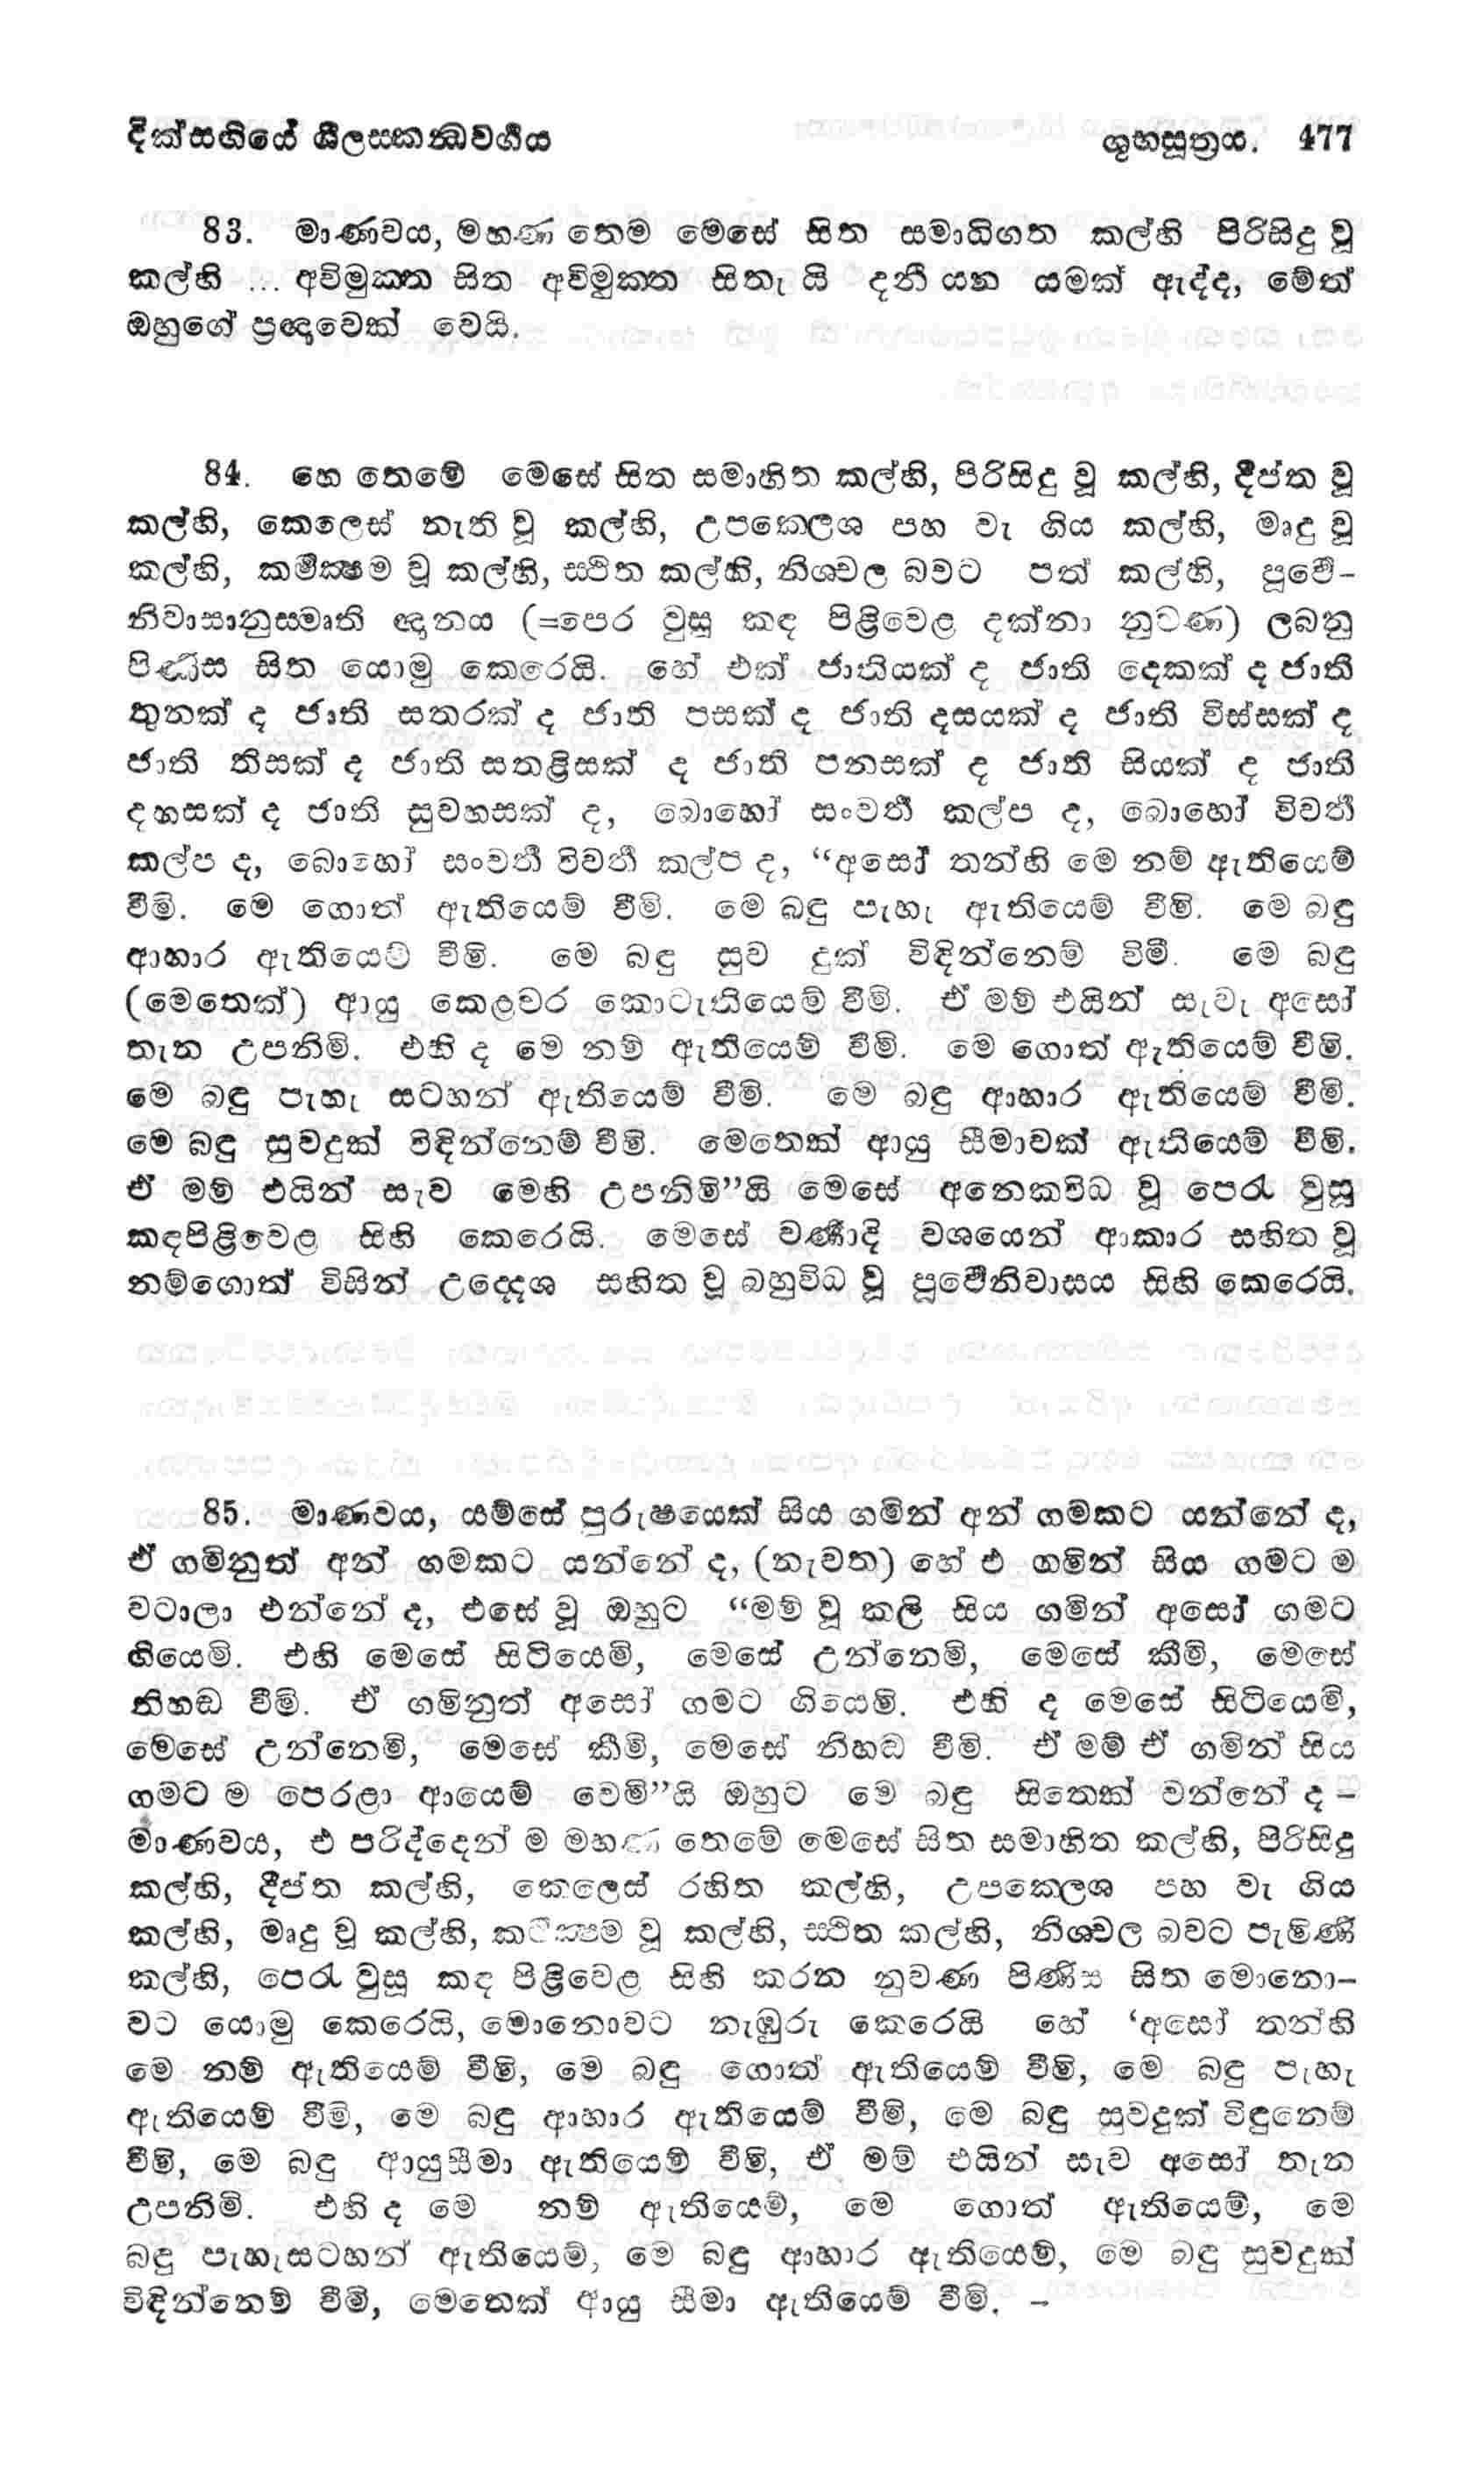 දික්සඟියේ ශීලස්කන්ධවර්ගය ශූභසූත්‍රය. 477
83. මාණවය, මහණ තෙම මෙසේ සිත සමාධිගත කල්හි පිරිසිදු වූ
කල්හි ... අවිමුක්ත සිත අවිමුක්ත සිතැ යි දනී යන යමක් ඇද්ද, මේත්
ඔහුගේ ප්‍රඥාවෙක් වෙයි.
84. හෙ තෙමේ මෙසේ සිත සමාහිත කල්හි, පිරිසිදු වූ කල්හි, දීප්ත වූ
කල්හි, කෙලෙස් නැති වූ කල්හි, උපක්ලෙශ පහ වැ ගිය කල්හි, මෘදු වූ
කල්හි, කර්මක්ෂම වූ කල්හි, ස්ථිත කල්හි, නිශ්චල බවට පත් කල්හි, පූර්වෙ-
නිවාසානුස්මෘති ඥානය (=පෙර වුසූ කඳ පිළිවෙළ දක්නා නුවණ) ලබනු
පිණිස සිත යොමු කෙරෙයි. හේ එක් ජාතියක් ද ජාති දෙකක් ද ජාති
තුනක් ද ජාති සතරක් ද ජාති පසක් ද ජාති දසයක් ද ජාති විස්සක් ද
ජාති තිසක් ද ජාති සතළිසක් ද ජාති පනසක් ද ජාති සියක් ද ජාති
දහසක් ද ජාති සුවහසක් ද, බොහෝ සංවර්ත කල්ප ද, බොහෝ විවර්ත
කල්ප ද, බොහෝ සංවර්ත විවර්ත කල්ප ද, “අසෝ තන්හි මෙ නම් ඇතියෙම්
වීමි. මෙ ගොත් ඇතියෙම් වීමි. මෙ බඳු පැහැ ඇතියෙම් වීමි. මෙ බඳු
ආහාර ඇතියෙම් වීමි. මෙ බඳු සුව දුක් විඳින්නෙම් විමී. මෙ බඳු
(මෙතෙක්) ආයු කෙළවර කොටැතියෙම් වීමි. ඒ මම් එයින් සැවැ අසෝ
තැන උපනිමි. එහි ද මෙ නම් ඇතියෙම් වීමි. මෙ ගොත් ඇතියෙම් වීමි.
මෙ බඳු පැහැ සටහන් ඇතියෙම් වීමි. මෙ බඳු ආහාර ඇතියෙම් වීමි.
මෙ බඳු සුවදුක් විඳින්නෙම් වීමි. මෙතෙක් ආයු සීමාවක් ඇතියෙම් වීමි.
ඒ මම් එයින් සැව මෙහි උපනිමි”යි මෙසේ අනෙකවිධ වූ පෙරැ වුසූ
කඳපිළිවෙළ සිහි කෙරෙයි. මෙසේ වර්ණාදි වශයෙන් ආකාර සහිත වූ
නම්ගොත් විසින් උද්දෙශ සහිත වූ බහුවිධ වූ පූර්වෙනිවාසය සිහි කෙරෙයි.
85. මාණවය, යම්සේ පුරුෂයෙක් සිය ගමින් අන් ගමකට යන්නේ ද,
ඒ ගමිනුත් අන් ගමකට යන්නේ ද, (නැවත) හේ එ ගමින් සිය ගමට ම
වටාලා එන්නේ ද, එසේ වූ ඔහුට “මම් වූ කලි සිය ගමින් අසෝ ගමට
ගියෙමි. එහි මෙසේ සිටියෙමි, මෙසේ උන්නෙමි, මෙසේ කීමි, මෙසේ
නිහඬ වීමි. ඒ ගමිනුත් අසෝ ගමට ගියෙමි. එහි ද මෙසේ සිටියෙමි,
මෙසේ උන්නෙමි, මෙසේ කීමි, මෙසේ නිහඬ වීමි. ඒ මම් ඒ ගමින් සිය
ගමට ම පෙරළා ආයෙම් වෙමි”යි ඔහුට මෙ බඳු සිතෙක් වන්නේ ද –
මාණවය, එ පරිද්දෙන් ම මහණ තෙමේ මෙසේ සිත සමාහිත කල්හි, පිරිසිදු
කල්හි, දීප්ත කල්හි, කෙලෙස් රහිත කල්හි, උපක්ලෙශ පහ වැ ගිය
කල්හි, මෘදු වූ කල්හි, කර්මක්ෂම වූ කල්හි, ස්ථිත කල්හි, නිශ්චල බවට පැමිණි
කල්හි, පෙරැ වුසූ කඳ පිළිවෙළ සිහි කරන නුවණ පිණිස සිත මොනො-
වට යොමු කෙරෙයි, මොනොවට නැඹුරු කෙරෙයි හේ ‘අසෝ තන්හි
මෙ නම් ඇතියෙම් වීමි, මෙ බඳු ගොත් ඇතියෙම් වීමි, මෙ බඳු පැහැ
ඇතියෙම් වීමි, මෙ බඳු ආහාර ඇතියෙම් වීමි, මෙ බඳු සුවදුක් විඳුනෙම්
වීමි, මෙ බඳු ආයුසීමා ඇතියෙම් වීමි, ඒ මම් එයින් සැව අසෝ තැන
උපනිමි. එහි ද මෙ නම් ඇතියෙම්, මෙ ගොත් ඇතියෙම්, මෙ
බඳු පැහැසටහන් ඇතියෙම්, මෙ බඳු ආහාර ඇතියෙම්, මෙ බඳු සුවදුක්
විඳින්නෙම් වීමි, මෙතෙක් ආයු සීමා ඇතියෙම් වීමි. –